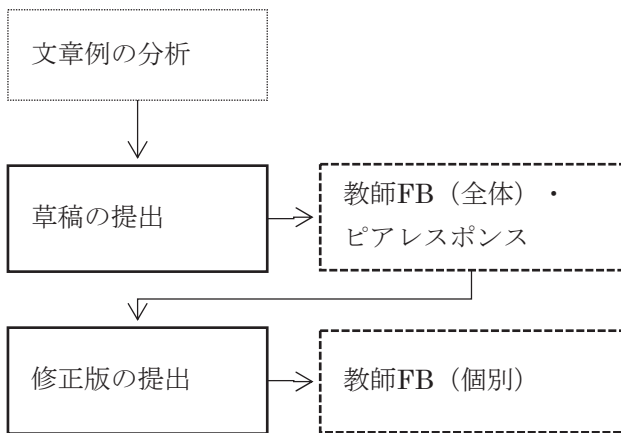 文章例の分析
草稿の提出
教師FB（全体）・
ピアレスポンス
修正版の提出
教師FB（個別）